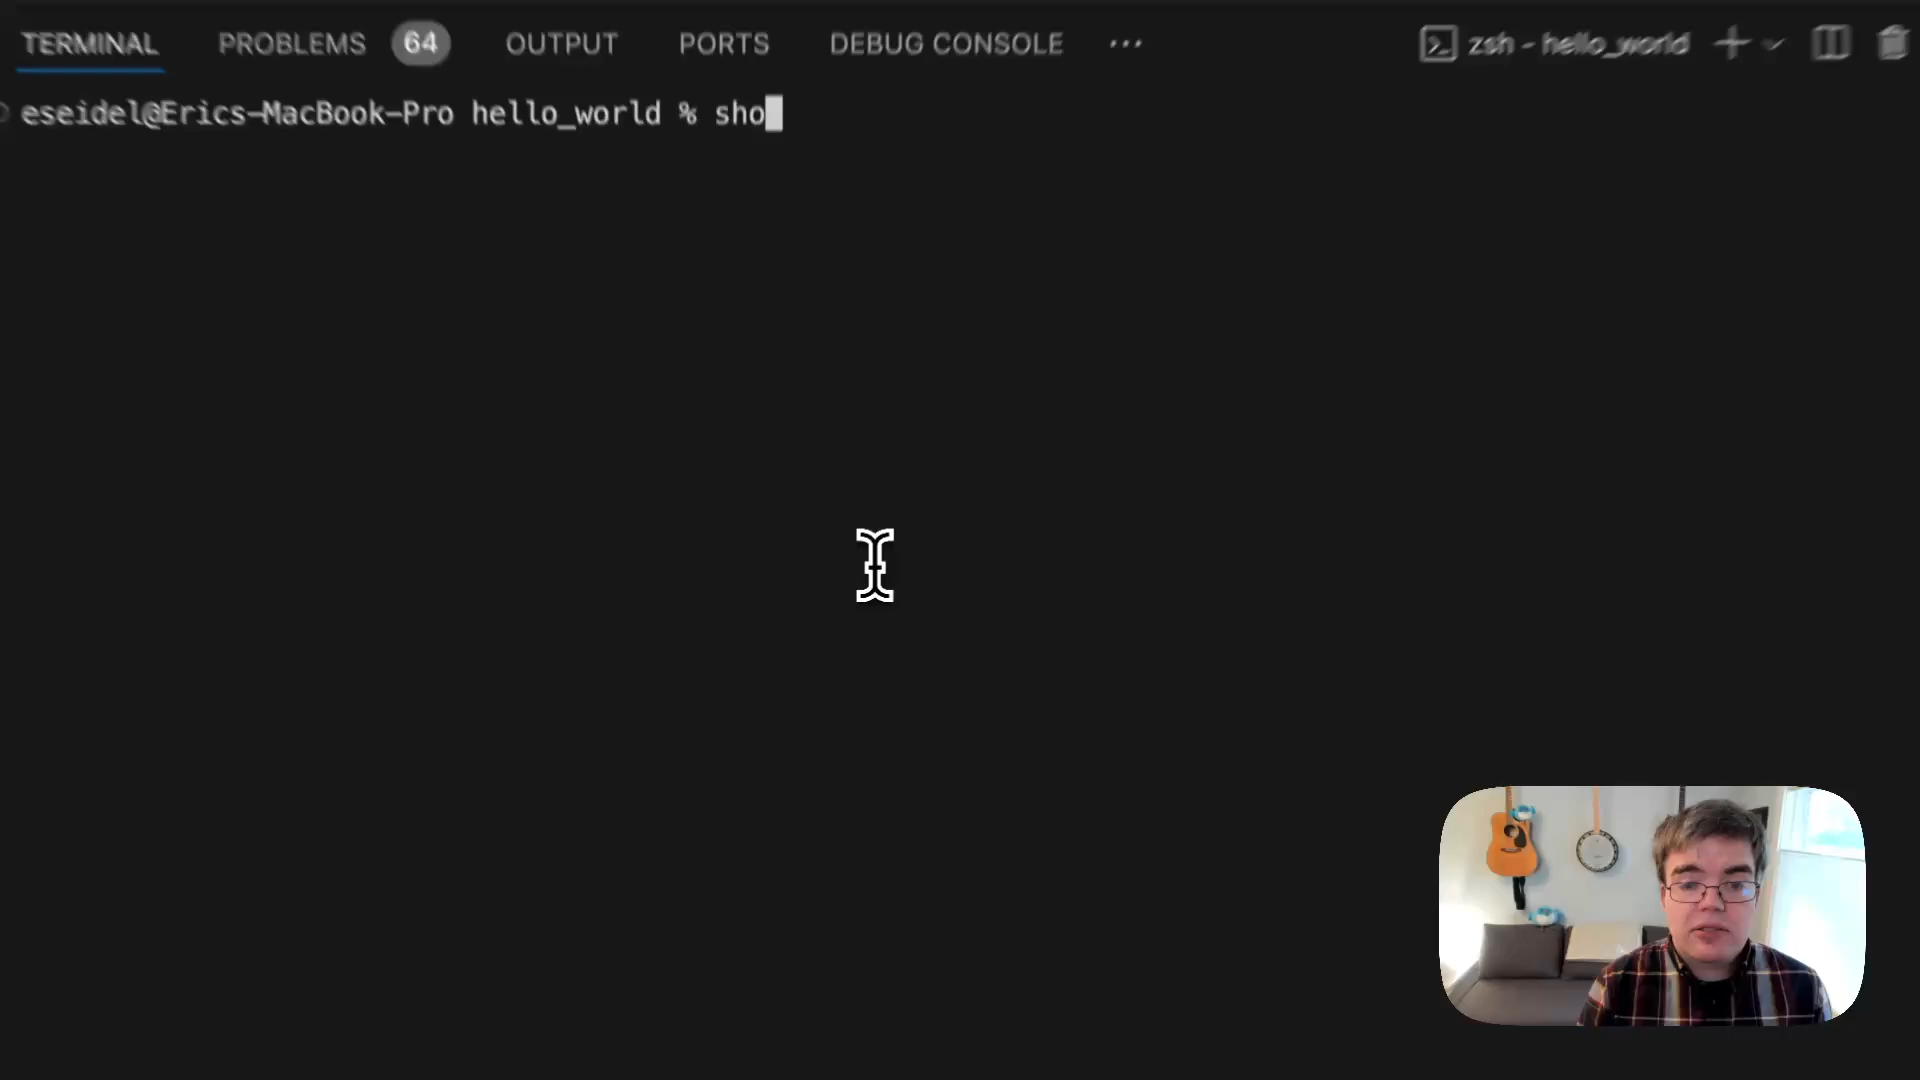 TERMINAL PROBLEMS 64 OUTPUT PORTS DEBUG CONSOLE ... zsh - hello_world
eseidel@Erics-MacBook-Pro hello_world % sho